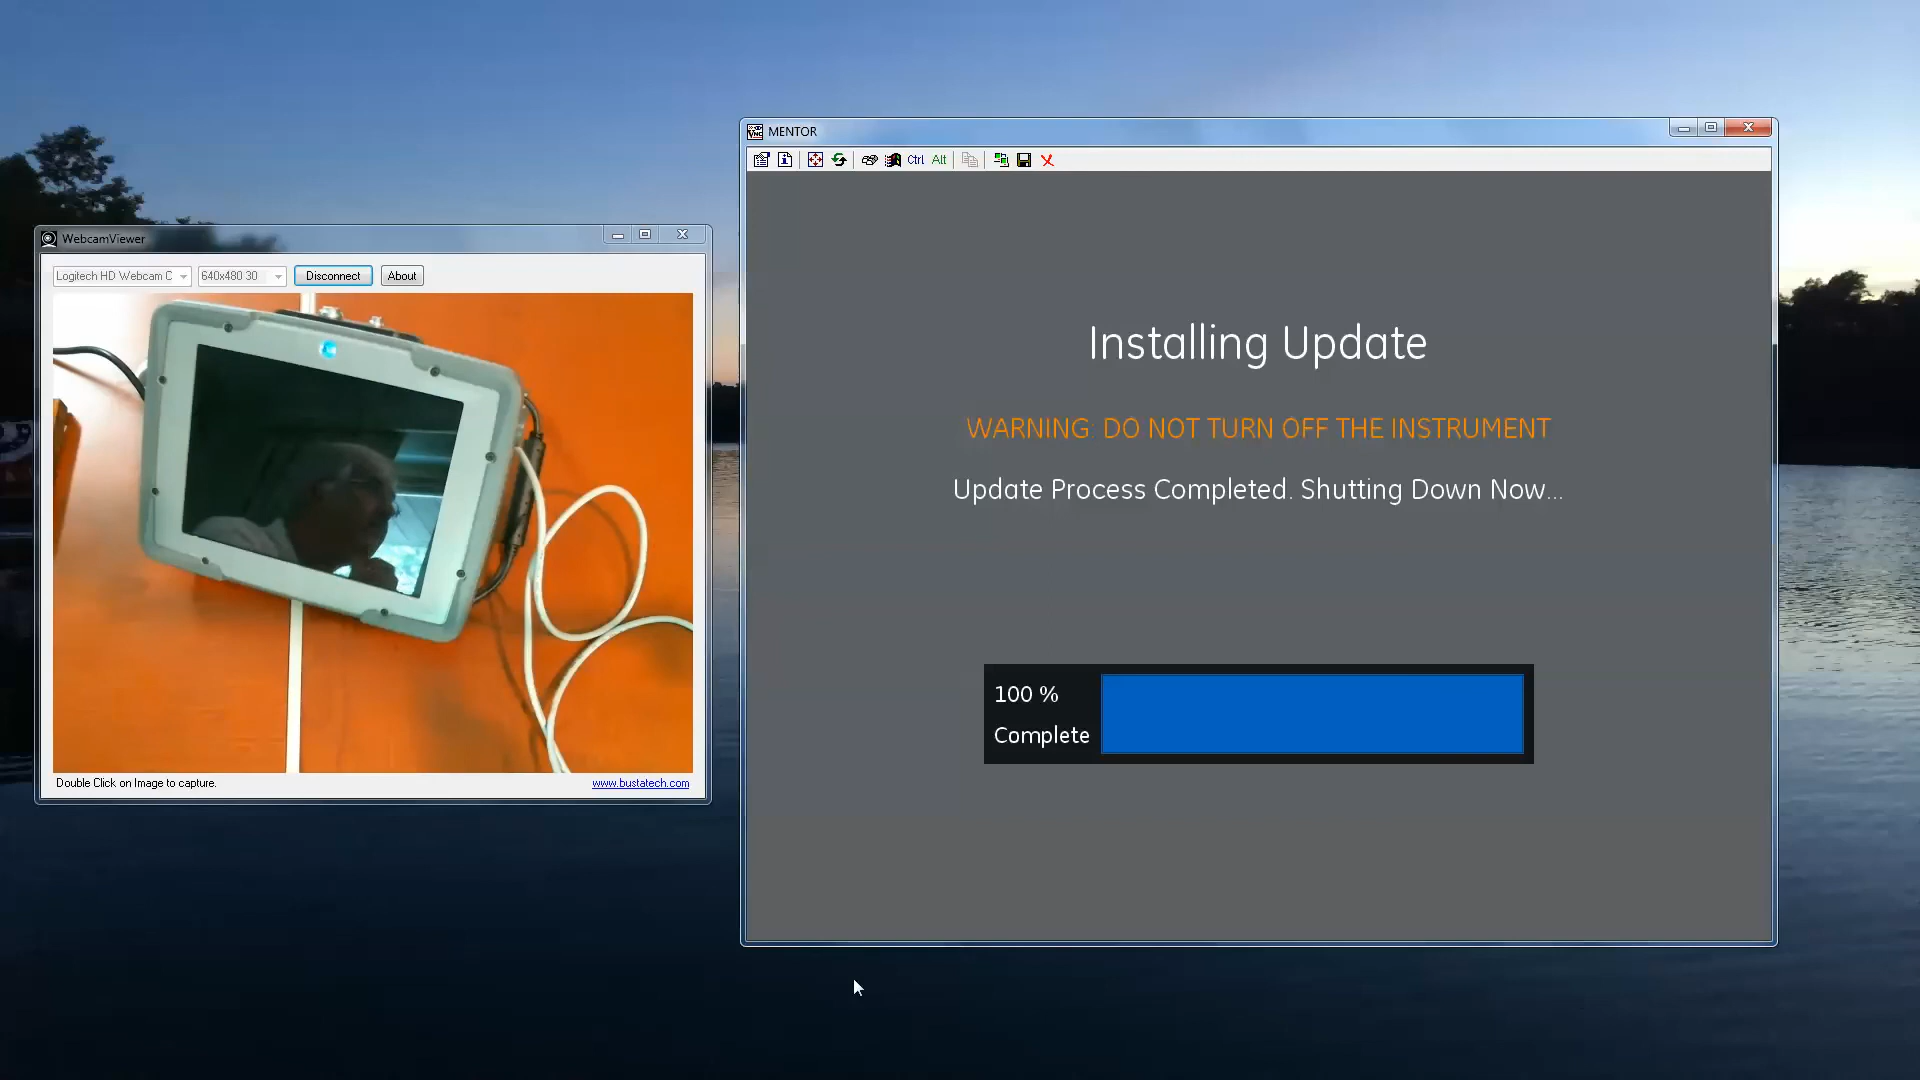 WebcamViewer
Logitech HD Webcam C
640x480 30
Disconnect
About
Double Click on Image to capture.
www.bustatech.com
MENTOR
Ctrl
Alt
Installing Update
WARNING: DO NOT TURN OFF THE INSTRUMENT
Update Process Completed. Shutting Down Now...
100 %
Complete